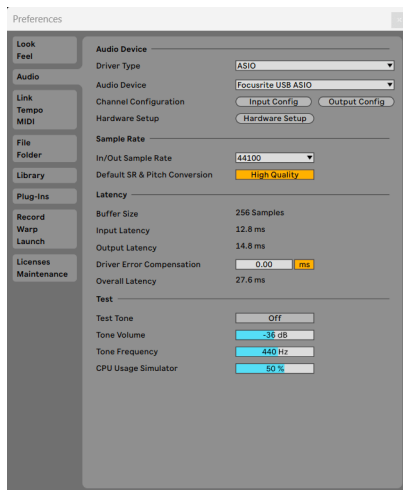 Preferences
Look
Feel
Audio
Link
Tempo
MIDI
File
Folder
Library
Plug-Ins
Record
Warp
Launch
Licenses
Maintenance
Audio Device
Driver Type ASIO
Audio Device Focusrite USB ASIO
Channel Configuration Input Config Output Config
Hardware Setup Hardware Setup
Sample Rate
In/Out Sample Rate 44100
Default SR & Pitch Conversion High Quality
Latency
Buffer Size 256 Samples
Input Latency 12.8 ms
Output Latency 14.8 ms
Driver Error Compensation 0.00 ms
Overall Latency 27.6 ms
Test
Test Tone Off
Tone Volume -36 dB
Tone Frequency 440 Hz
CPU Usage Simulator 50 %